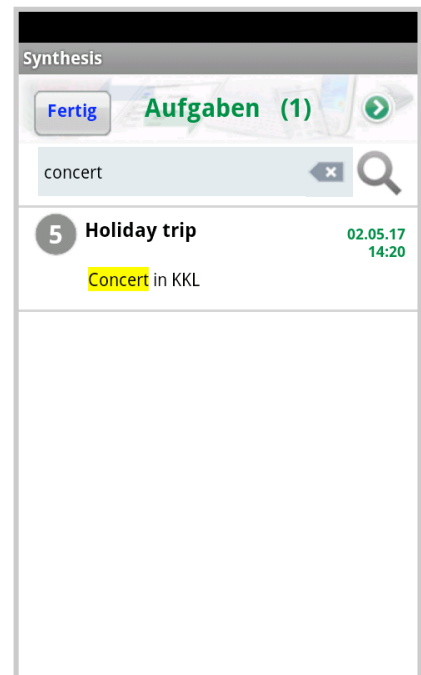 Synthesis
Fertig Aufgaben (1)
concert
5 Holiday trip 02.05.17
14:20
Concert in KKL